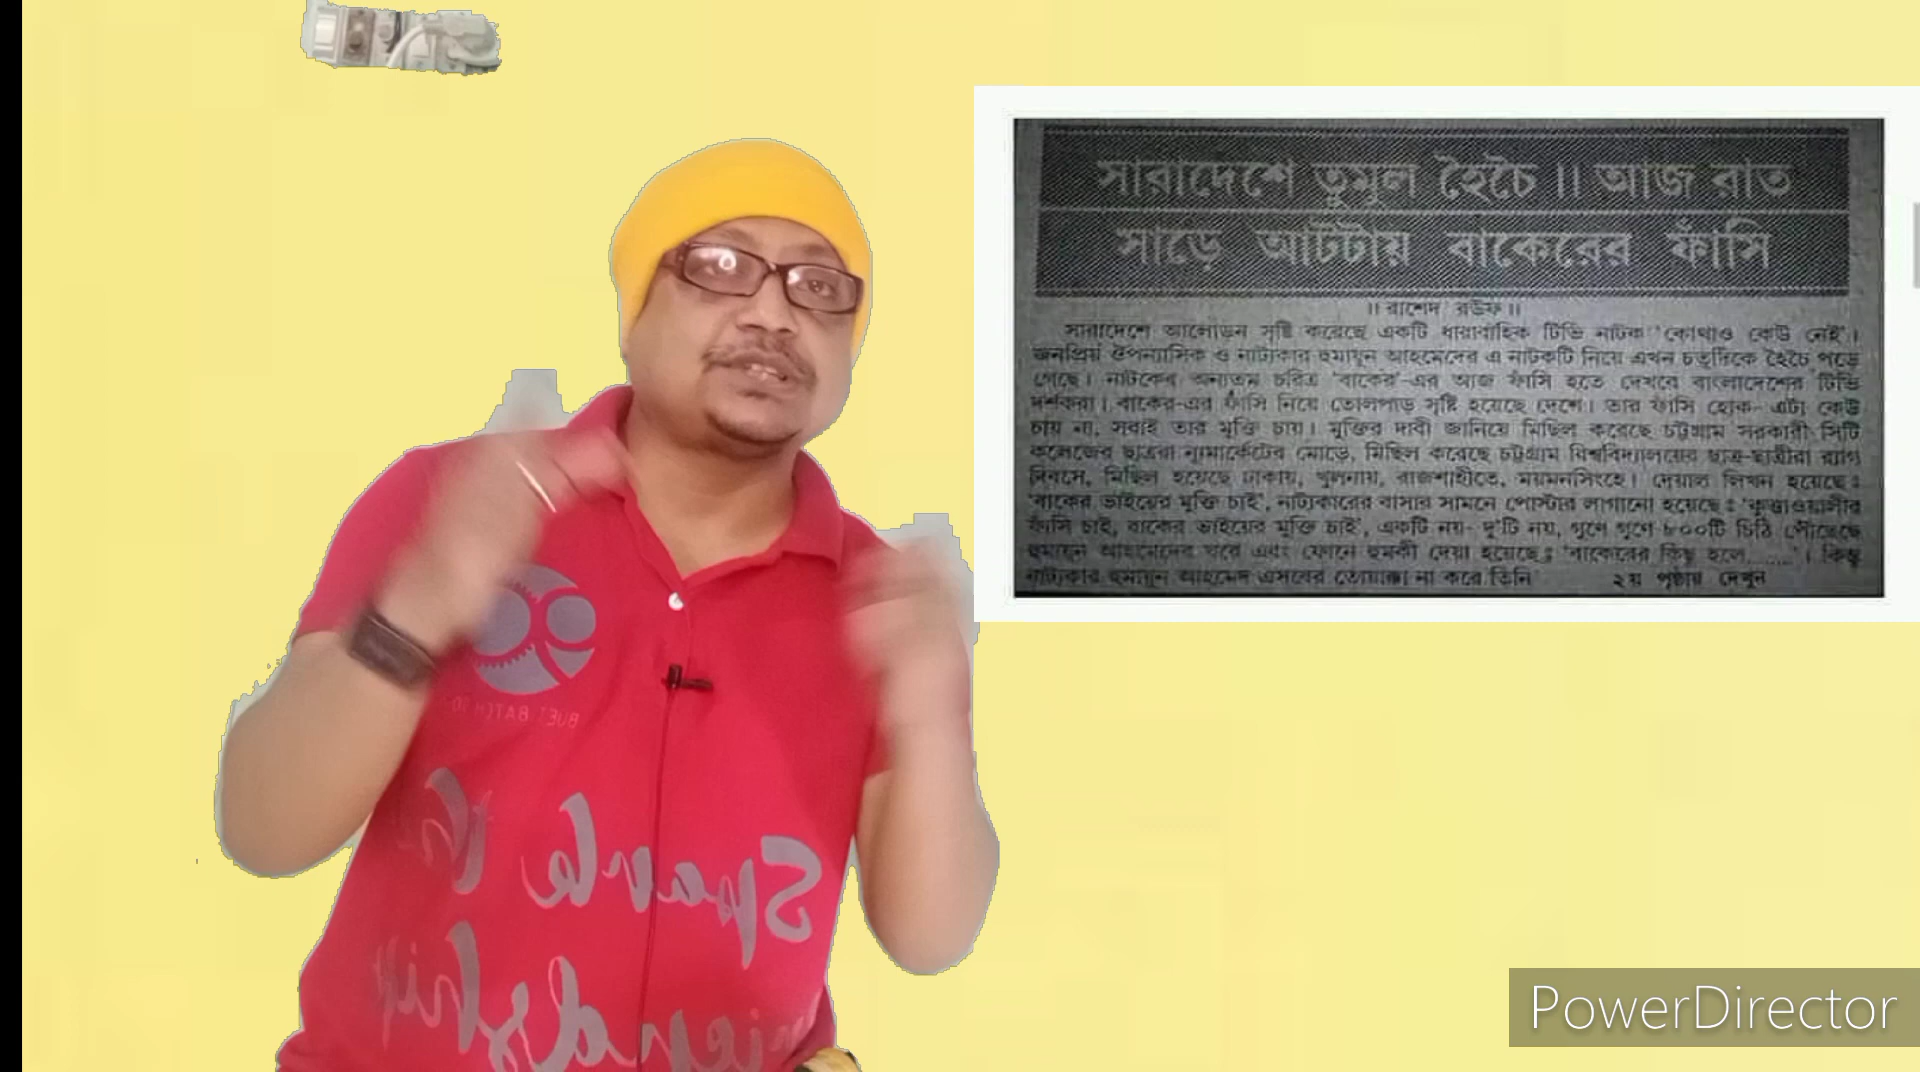 সারাদেশে তুমুল হৈচৈ ॥ আজ রাত
সাড়ে আটটায় বাকেরের ফাঁসি
॥ রাশেদ রউফ ॥
সারাদেশে আলোড়ন সৃষ্টি করেছে একটি ধারাবাহিক টিভি নাটক 'কোথাও কেউ নেই'।
জনপ্রিয় ঔপন্যাসিক ও নাট্যকার হুমায়ূন আহমেদের এ নাটকটি নিয়ে এখন চতুর্দিকে হৈচৈ পড়ে
গেছে। নাটকের অন্যতম চরিত্র 'বাকের'-এর আজ ফাঁসি হতে দেখবে বাংলাদেশের টিভি
দর্শকরা। বাকের-এর ফাঁসি নিয়ে তোলপাড় সৃষ্টি হয়েছে দেশে। তার ফাঁসি হোক- এটা কেউ
চায় না, সবাই তার মুক্তি চায়। মুক্তির দাবী জানিয়ে মিছিল করেছে চট্টগ্রাম সরকারী সিটি
কলেজের ছাত্ররা ন্যুমার্কেটের মোড়ে, মিছিল করেছে চট্টগ্রাম বিশ্ববিদ্যালয়ের ছাত্র-ছাত্রীরা র‌্যাগ
দিবসে, মিছিল হয়েছে ঢাকায়, খুলনায়, রাজশাহীতে, ময়মনসিংহে। দেয়াল লিখন হয়েছে ঃ
'বাকের ভাইয়ের মুক্তি চাই', নাট্যকারের বাসার সামনে পোস্টার লাগানো হয়েছে ঃ 'কুত্তাওয়ালীর
ফাঁসি চাই, বাকের ভাইয়ের মুক্তি চাই', একটি নয়- দু'টি নয়, গুণে গুণে ৮০০টি চিঠি পৌঁছেছে
হুমায়ূন আহমেদের ঘরে এবং ফোনে হুমকী দেয়া হয়েছে ঃ 'বাকেরের কিছু হলে......'। কিন্তু
নাট্যকার হুমায়ূন আহমেদ এসবের তোয়াক্কা না করে তিনি ২য় পৃষ্ঠায় দেখুন
BUET BATCH
Spark
PowerDirector